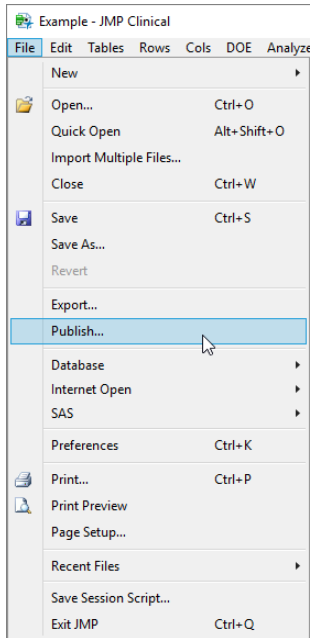 Example - JMP Clinical
File Edit Tables Rows Cols DOE Analyze
New
Open... Ctrl+O
Quick Open Alt+Shift+O
Import Multiple Files...
Close Ctrl+W
Save Ctrl+S
Save As...
Revert
Export...
Publish...
Database
Internet Open
SAS
Preferences Ctrl+K
Print... Ctrl+P
Print Preview
Page Setup...
Recent Files
Save Session Script...
Exit JMP Ctrl+Q